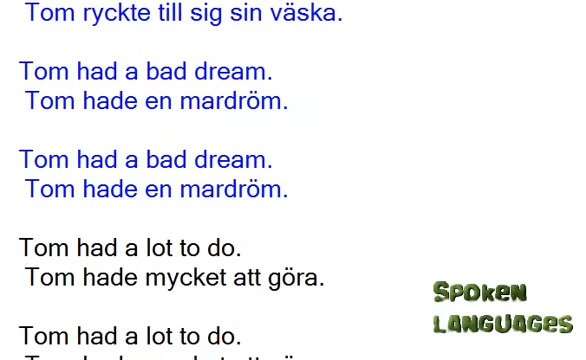 Tom ryckte till sig sin väska.
Tom had a bad dream.
Tom hade en mardröm.
Tom had a bad dream.
Tom hade en mardröm.
Tom had a lot to do.
Tom hade mycket att göra.
Tom had a lot to do.
SPOKEN
LANGUAGES